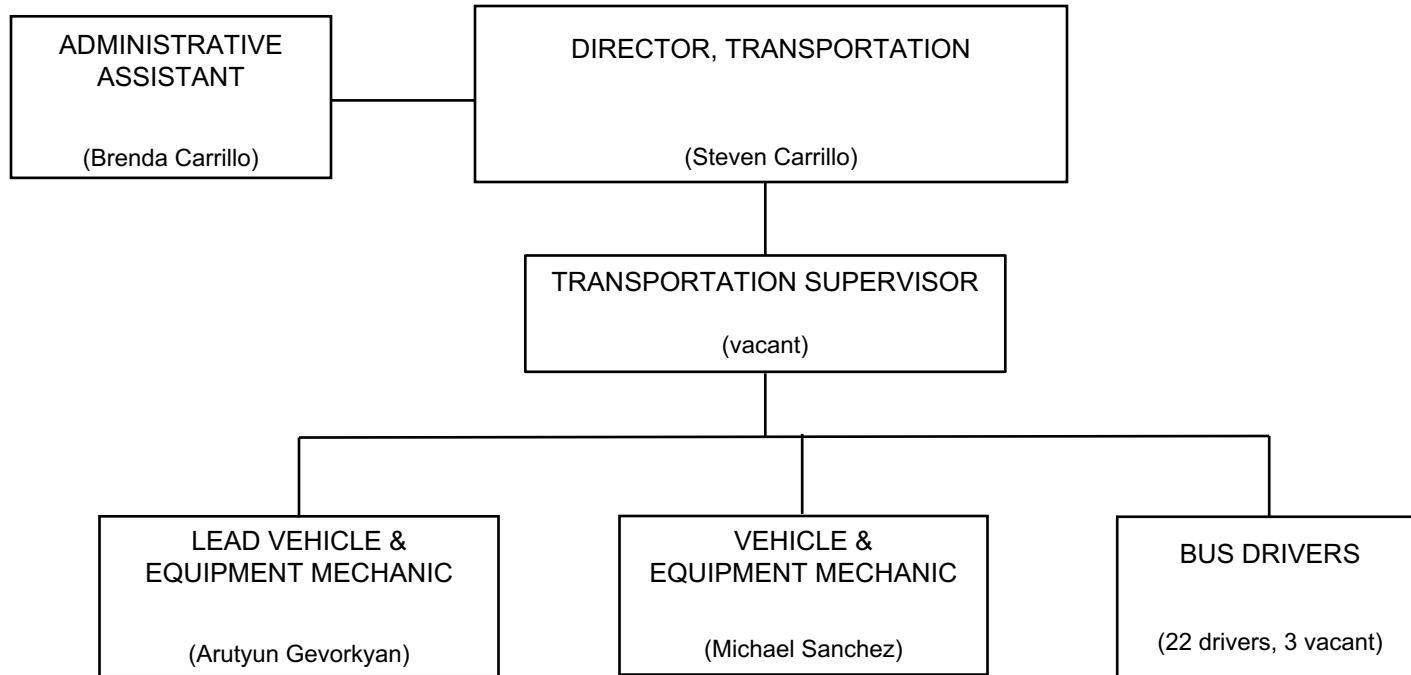 ADMINISTRATIVE
ASSISTANT
(Brenda Carrillo)
DIRECTOR, TRANSPORTATION
(Steven Carrillo)
TRANSPORTATION SUPERVISOR
(vacant)
LEAD VEHICLE &
EQUIPMENT MECHANIC
(Arutyun Gevorkyan)
VEHICLE &
EQUIPMENT MECHANIC
(Michael Sanchez)
BUS DRIVERS
(22 drivers, 3 vacant)